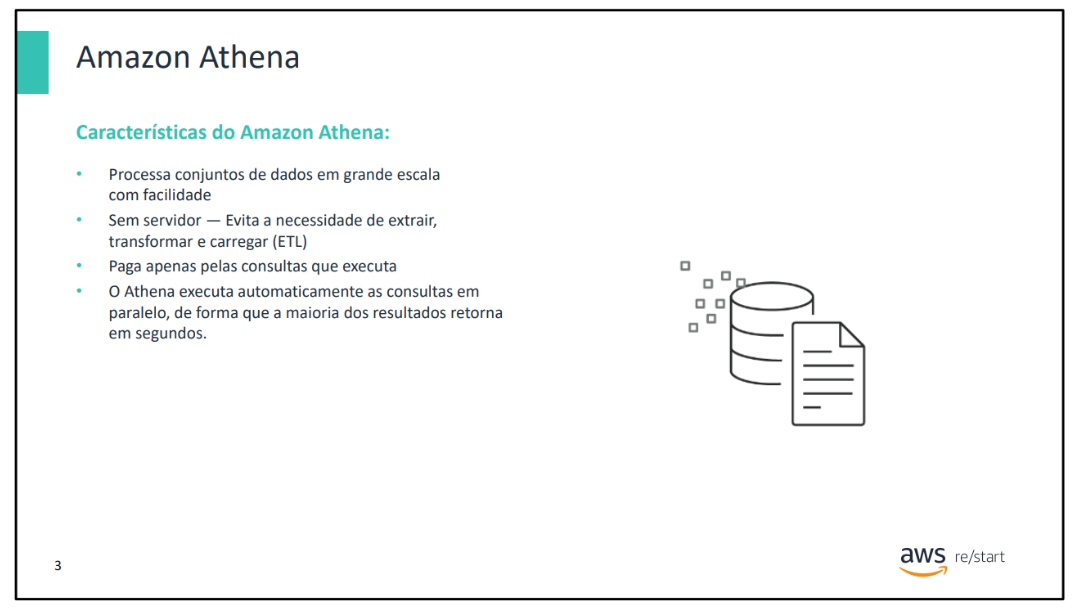 Amazon Athena
Características do Amazon Athena:
• Processa conjuntos de dados em grande escala
com facilidade
• Sem servidor — Evita a necessidade de extrair,
transformar e carregar (ETL)
• Paga apenas pelas consultas que executa
• O Athena executa automaticamente as consultas em
paralelo, de forma que a maioria dos resultados retorna
em segundos.
3
aws re/start